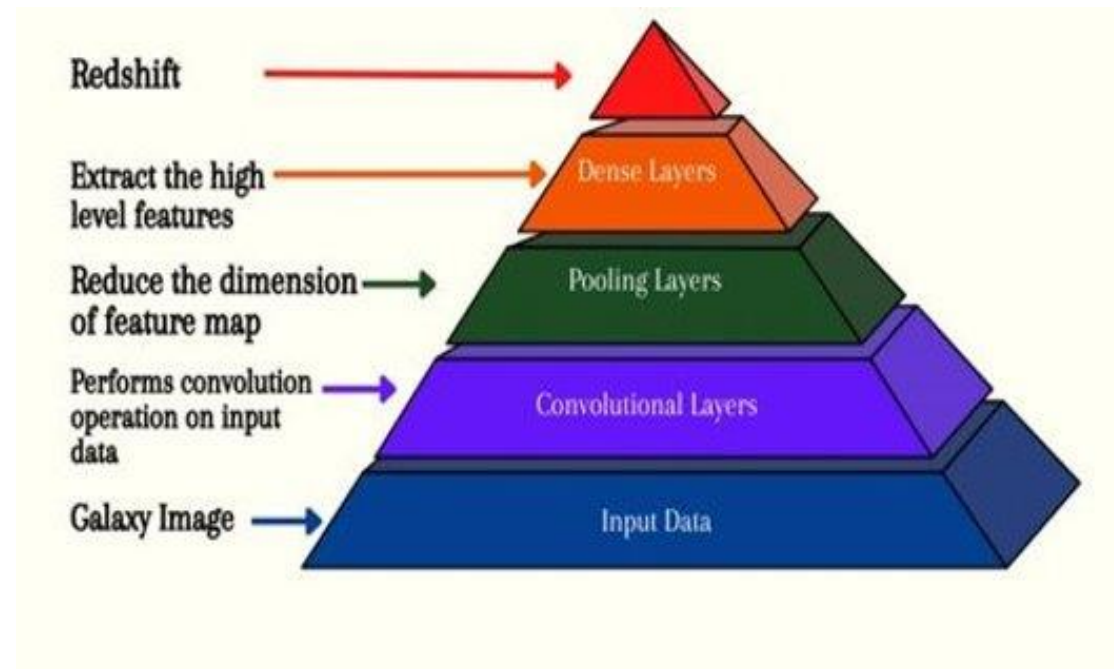 Redshift
Extract the high
level features
Dense Layers
Reduce the dimension
of feature map
Pooling Layers
Performs convolution
operation on input
data
Convolutional Layers
Galaxy Image
Input Data